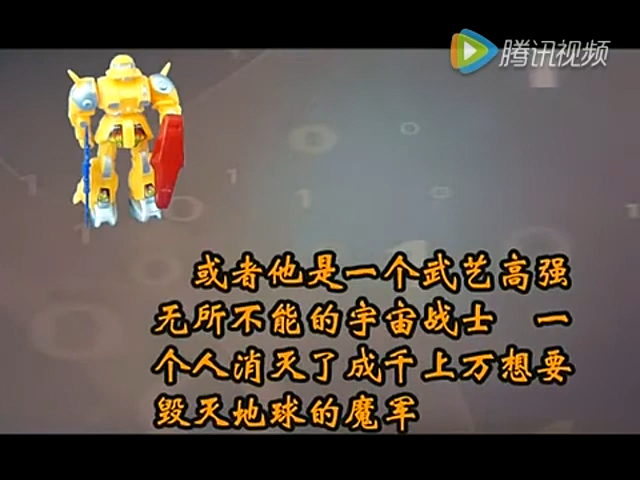 腾讯视频
或者他是一个武艺高强
无所不能的宇宙战士 一
个人消灭了成千上万想要
毁灭地球的魔军